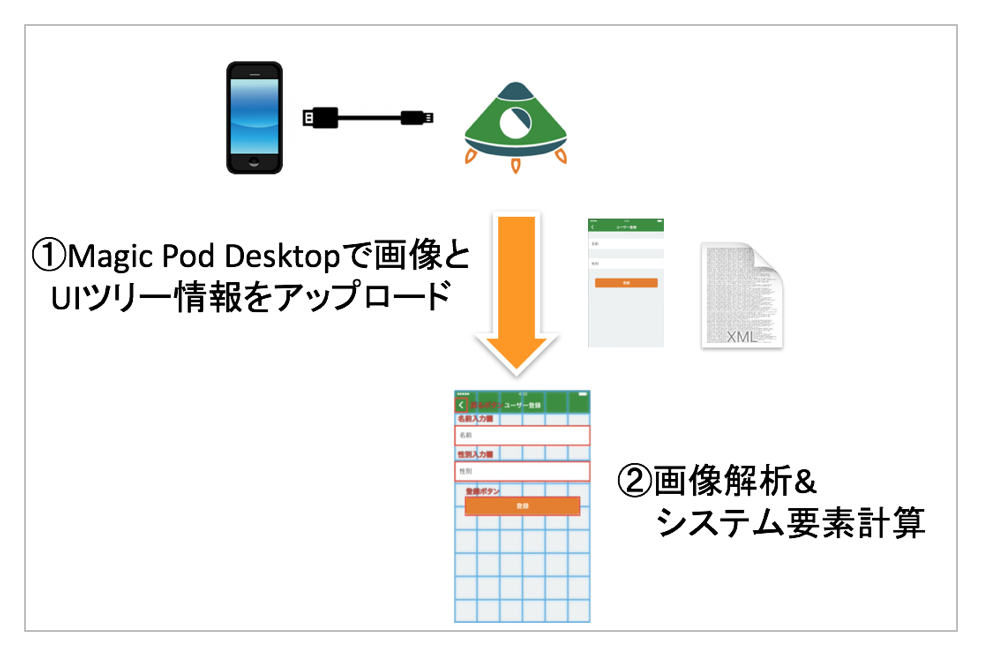 ①Magic Pod Desktopで画像と
UIツリー情報をアップロード
ユーザー登録
名前
性別
登録
XML
ユーザー登録
名前入力欄
名前
性別入力欄
性別
登録ボタン
登録
②画像解析&
システム要素計算